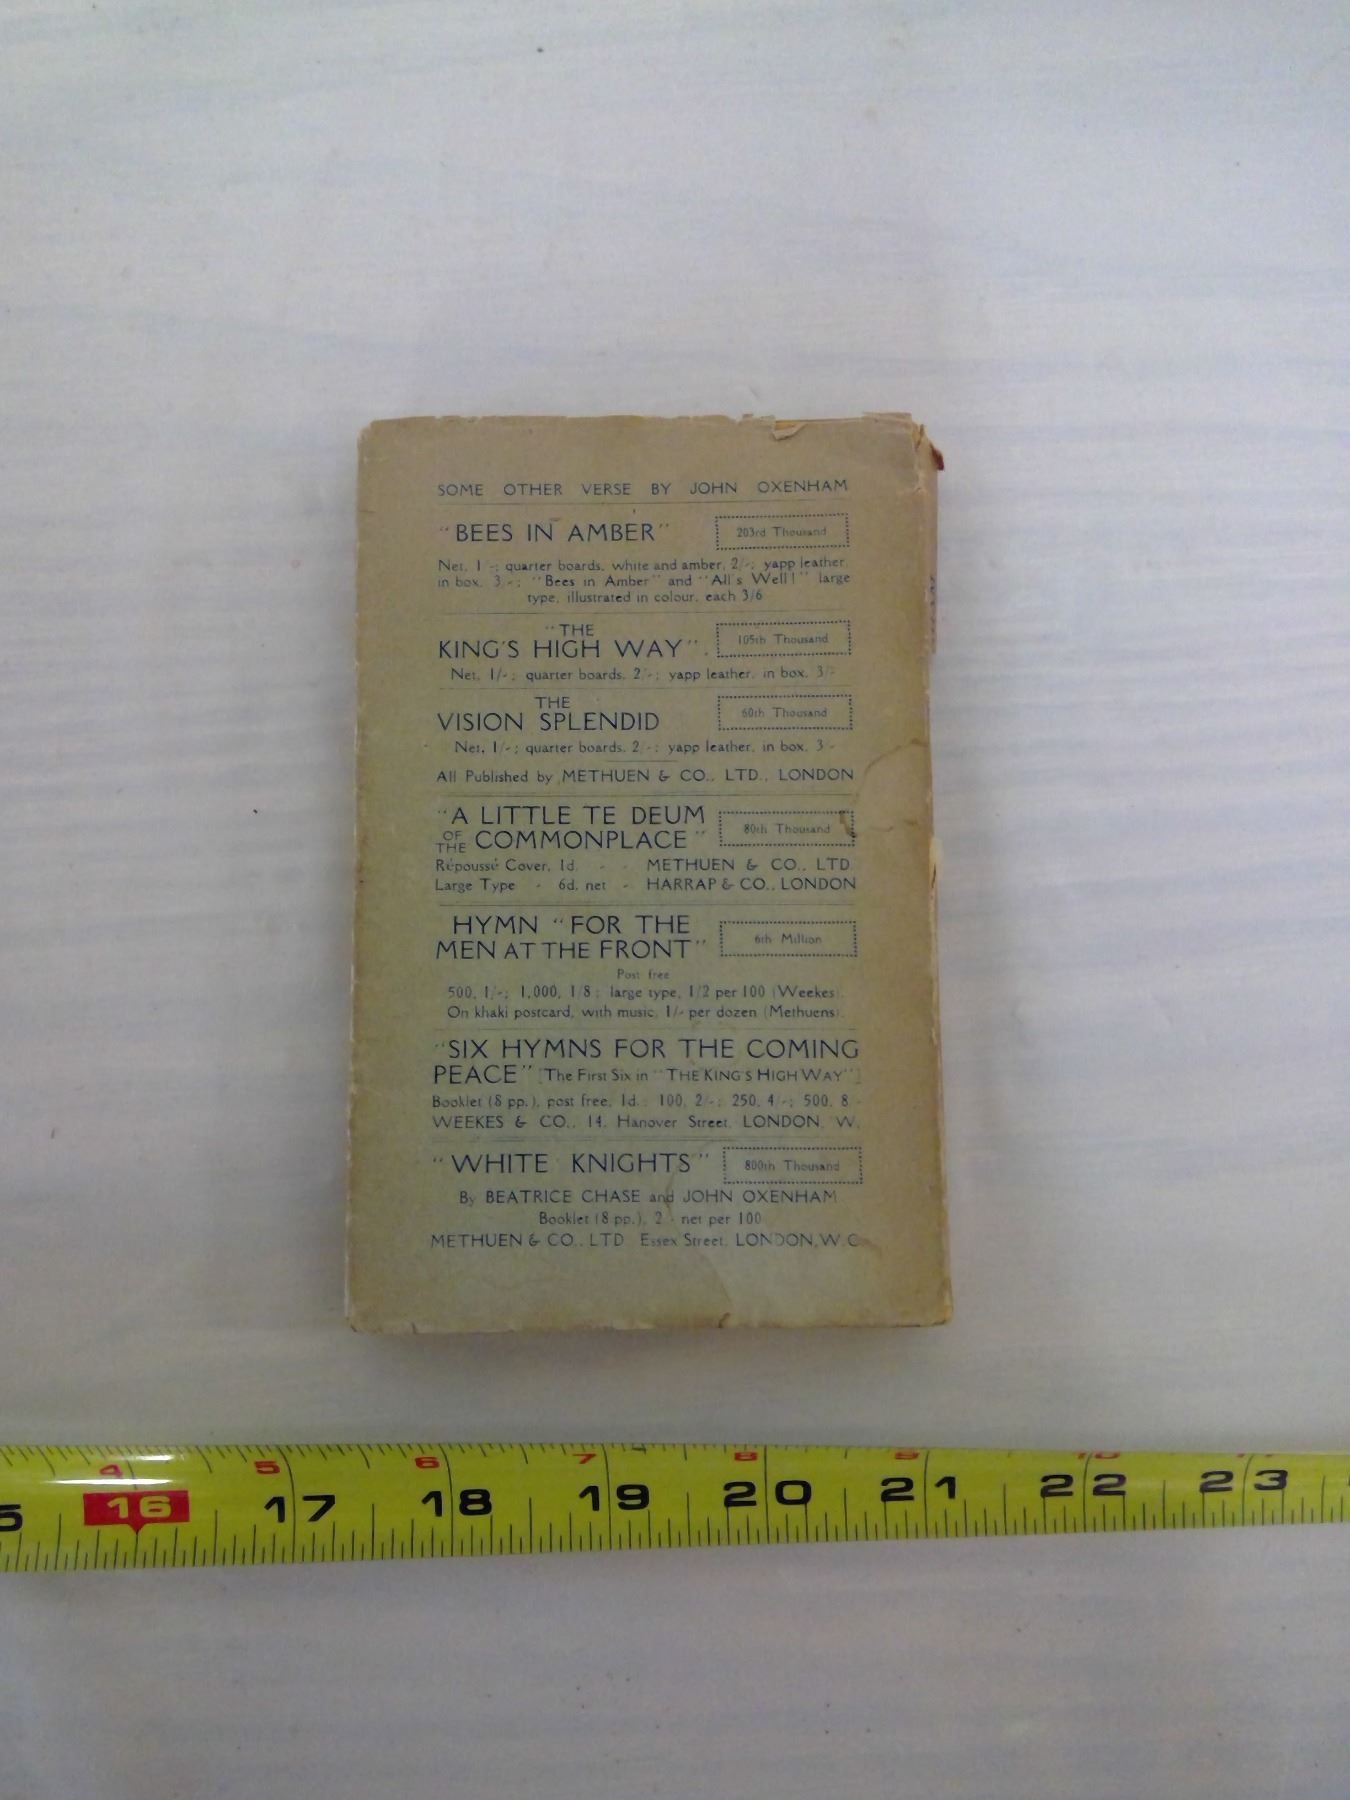 SOME OTHER VERSE BY JOHN OXENHAM
"BEES IN AMBER" 203rd Thousand
Net, 1/-; quarter boards, white and amber, 2/-; yapp leather,
in box, 3/-; "Bees in Amber" and "All's Well!" large
type, illustrated in colour, each 3/6
"THE
KING'S HIGH WAY". 105th Thousand
Net, 1/-; quarter boards, 2/-; yapp leather, in box, 3/-
THE
VISION SPLENDID 60th Thousand
Net, 1/-; quarter boards, 2/-; yapp leather, in box, 3/-
All Published by METHUEN & CO., LTD., LONDON
"A LITTLE TE DEUM
OF THE COMMONPLACE" 80th Thousand
Répoussé Cover, 1d. - - METHUEN & CO., LTD.
Large Type - 6d. net - HARRAP & CO., LONDON
HYMN "FOR THE
MEN AT THE FRONT" 6th Million
Post free
500, 1/-; 1,000, 1/8; large type, 1/2 per 100 (Weekes).
On khaki postcard, with music, 1/- per dozen (Methuens).
"SIX HYMNS FOR THE COMING
PEACE" [The First Six in "THE KING'S HIGH WAY"]
Booklet (8 pp.), post free, 1d.: 100, 2/-; 250, 4/-; 500, 8/-
WEEKES & CO., 14, Hanover Street, LONDON, W.
"WHITE KNIGHTS" 800th Thousand
By BEATRICE CHASE and JOHN OXENHAM
Booklet (8 pp.), 2/- net per 100
METHUEN & CO., LTD. Essex Street, LONDON, W.C.
4 5 6 7 8 9 10 11
5 16 17 18 19 20 21 22 23